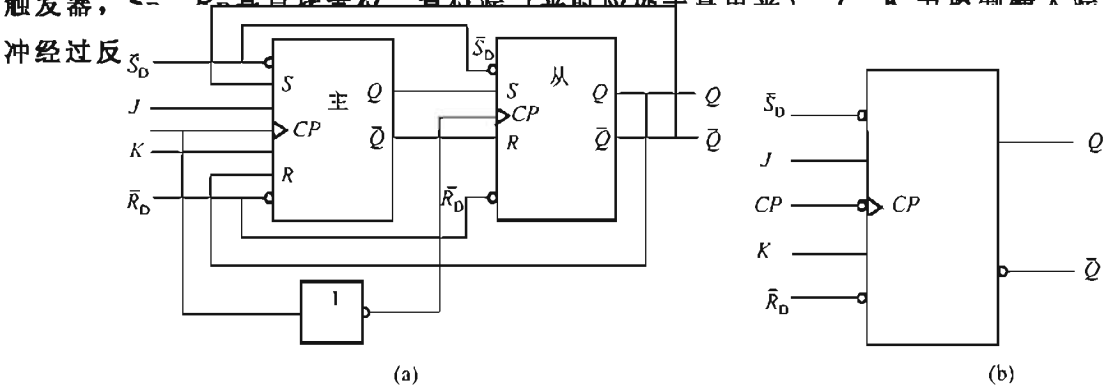 触发器，
冲经过反
S̄D
J
K
R̄D
S
CP
R
主
Q
Q̄
S̄D
从
S
CP
R
R̄D
Q
Q̄
Q
Q̄
1
(a)
S̄D
J
CP
K
R̄D
CP
Q
Q̄
(b)